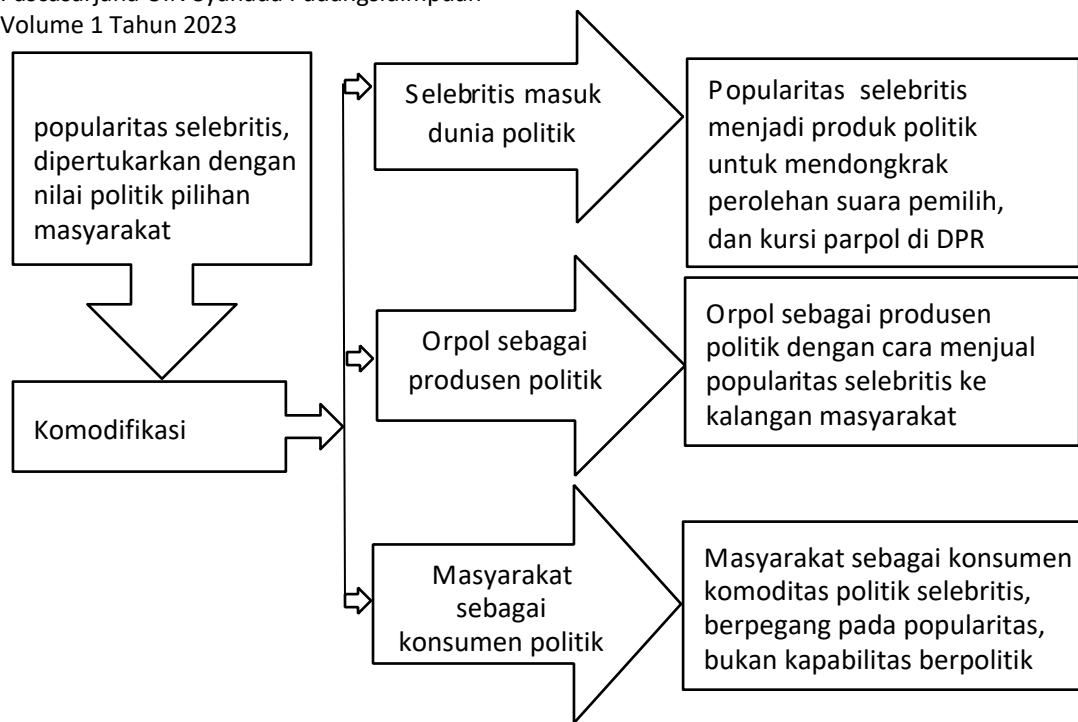 Volume 1 Tahun 2023
popularitas selebritis,
dipertukarkan dengan
nilai politik pilihan
masyarakat
Komodifikasi
Selebritis masuk
dunia politik
Popularitas selebritis
menjadi produk politik
untuk mendongkrak
perolehan suara pemilih,
dan kursi parpol di DPR
Orpol sebagai
produsen politik
Orpol sebagai produsen
politik dengan cara menjual
popularitas selebritis ke
kalangan masyarakat
Masyarakat
sebagai
konsumen politik
Masyarakat sebagai konsumen
komoditas politik selebritis,
berpegang pada popularitas,
bukan kapabilitas berpolitik